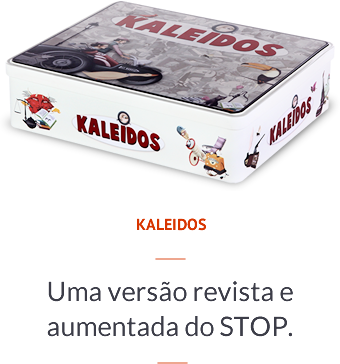 KALEIDOS
KALEIDOS
KALEIDOS
KALEIDOS
Uma versão revista e
aumentada do STOP.